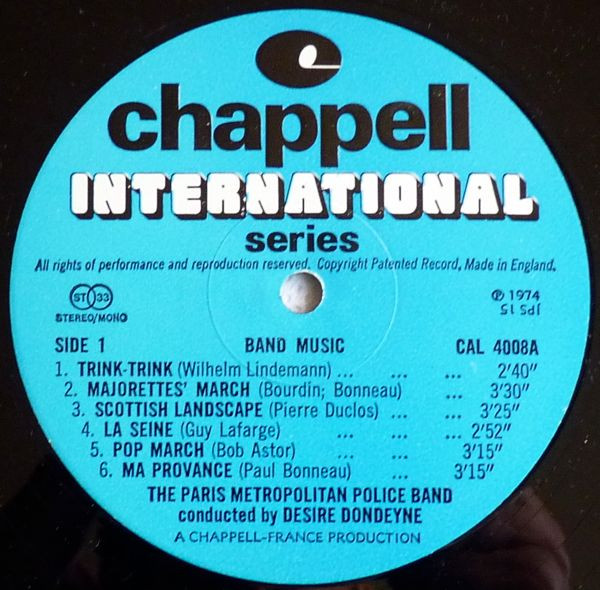 chappell
INTERNATIONAL
series
All rights of performance and reproduction reserved. Copyright Patented Record, Made in England.
ST 33
STEREO/MONO
℗ 1974
SIDE 1 BAND MUSIC CAL 4008A
1. TRINK-TRINK (Wilhelm Lindemann) ... ... ... 2'40"
2. MAJORETTES' MARCH (Bourdin; Bonneau) ... 3'30"
3. SCOTTISH LANDSCAPE (Pierre Duclos) ... ... 3'25"
4. LA SEINE (Guy Lafarge) ... ... ... 2'52"
5. POP MARCH (Bob Astor) ... ... 3'15"
6. MA PROVANCE (Paul Bonneau) ... 3'15"
THE PARIS METROPOLITAN POLICE BAND
conducted by DESIRE DONDEYNE
A CHAPPELL-FRANCE PRODUCTION